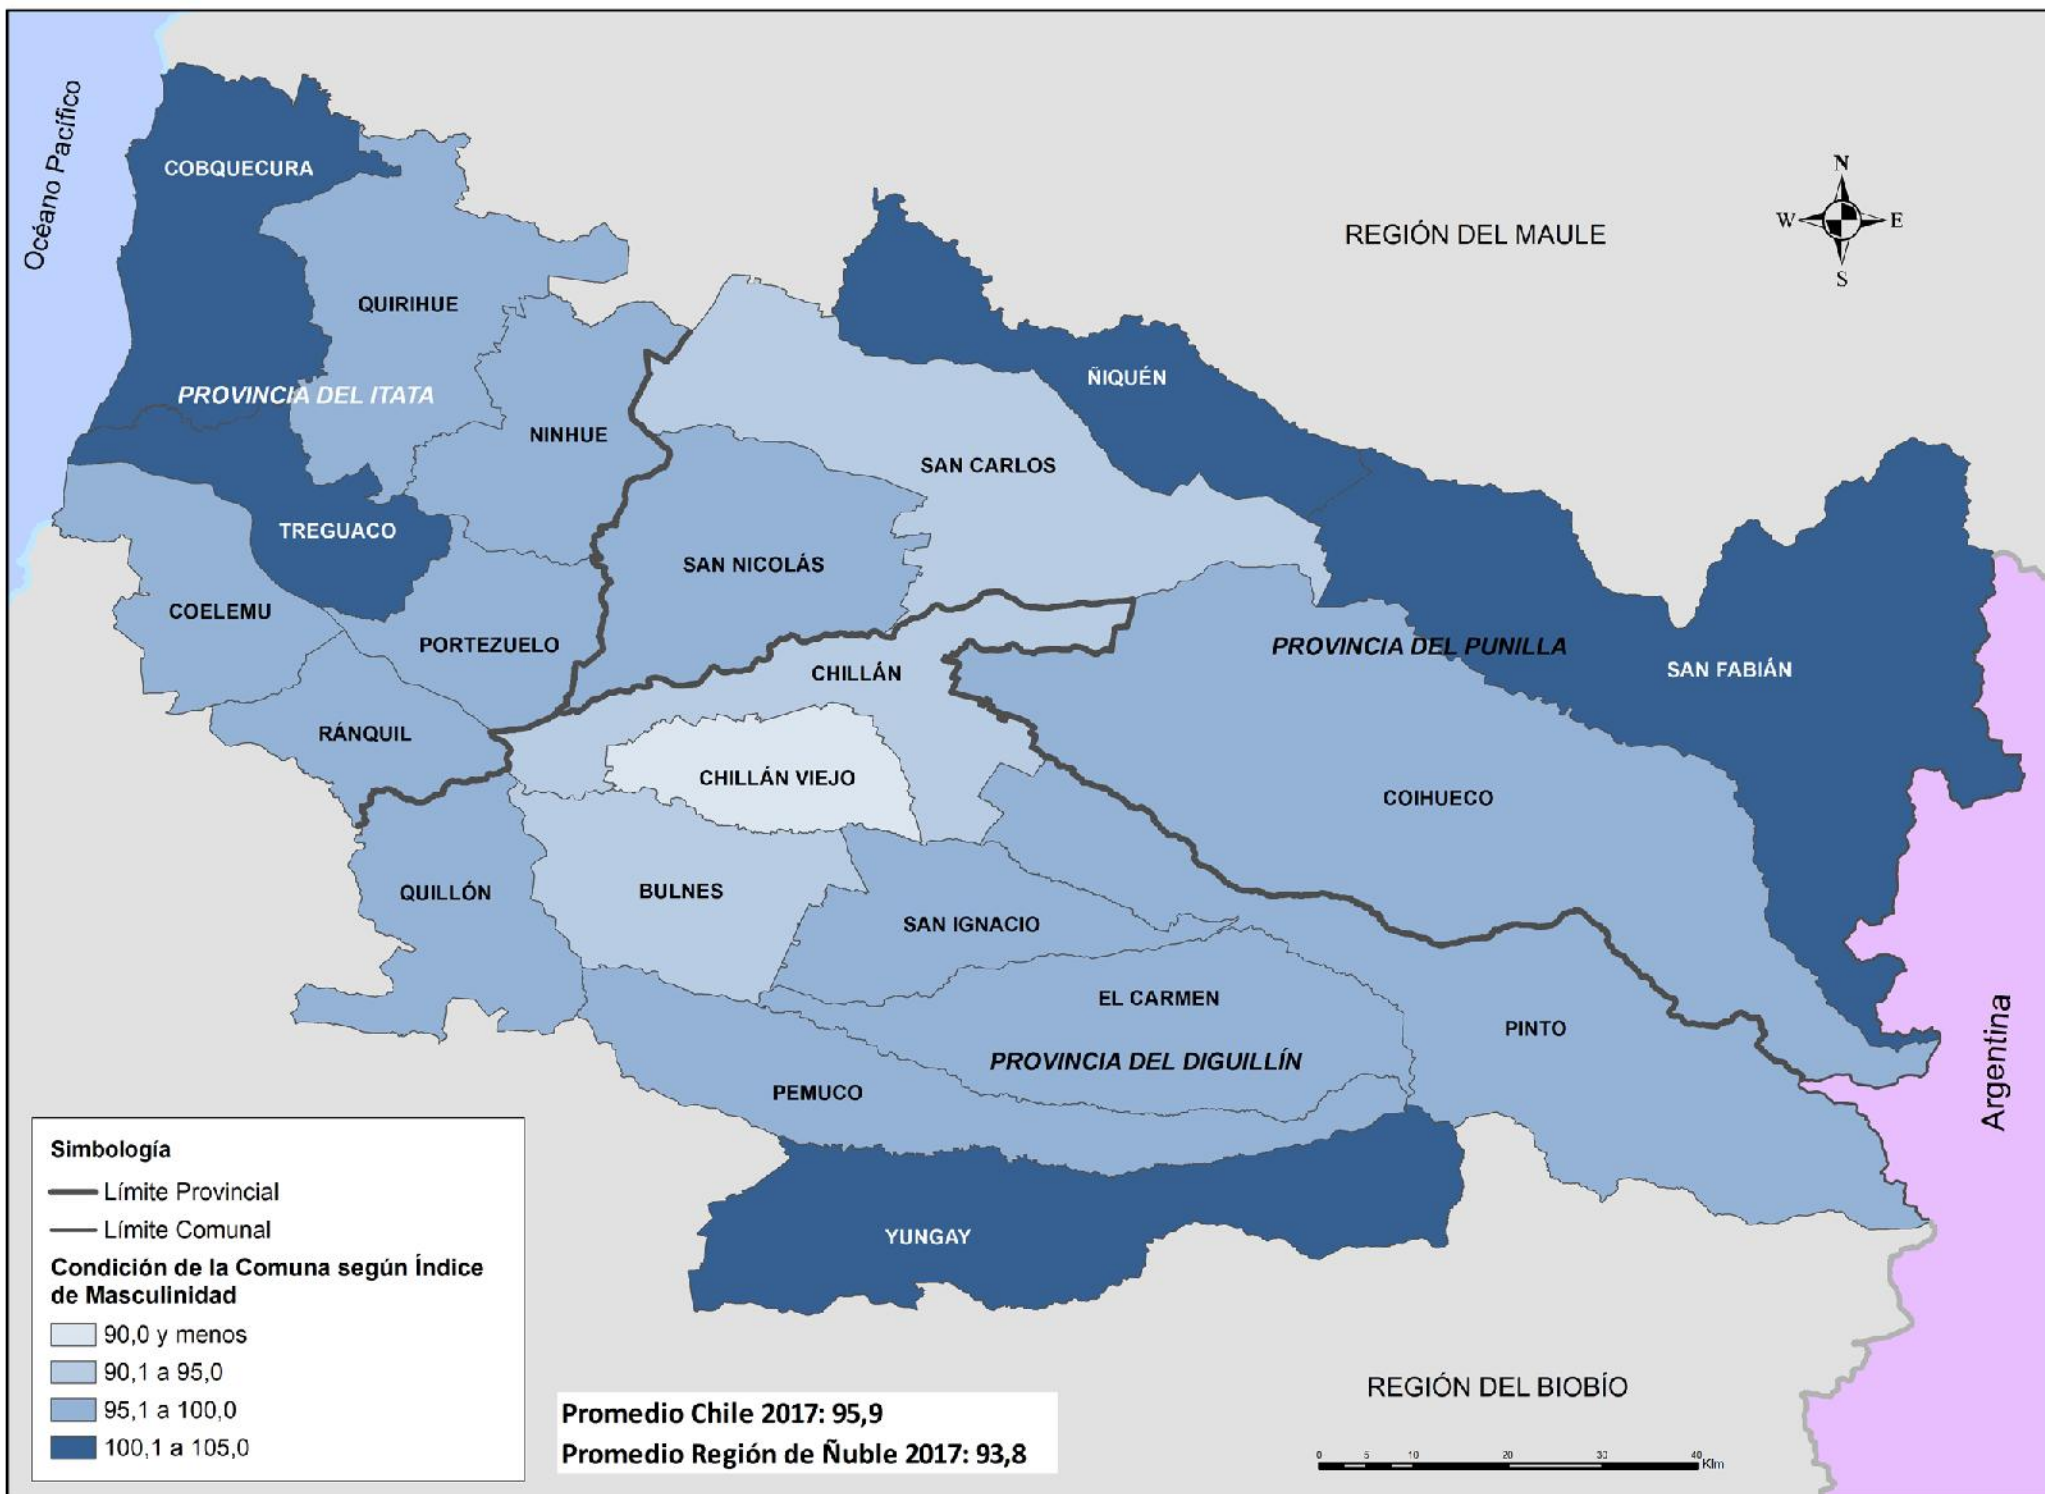 Océano Pacífico
COBQUECURA
N
W
E
S
REGIÓN DEL MAULE
QUIRIHUE
ÑIQUÉN
PROVINCIA DEL ITATA
NINHUE
SAN CARLOS
TREGUACO
SAN NICOLÁS
COELEMU
PORTEZUELO
PROVINCIA DEL PUNILLA
CHILLÁN
SAN FABIÁN
RÁNQUIL
CHILLÁN VIEJO
COIHUECO
QUILLÓN
BULNES
SAN IGNACIO
EL CARMEN
PINTO
PROVINCIA DEL DIGUILLÍN
PEMUCO
Argentina
YUNGAY
Simbología
Límite Provincial
Límite Comunal
Condición de la Comuna según Índice
de Masculinidad
90,0 y menos
90,1 a 95,0
95,1 a 100,0
100,1 a 105,0
Promedio Chile 2017: 95,9
Promedio Región de Ñuble 2017: 93,8
REGIÓN DEL BIOBÍO
0 5 10 20 30 40
Klm